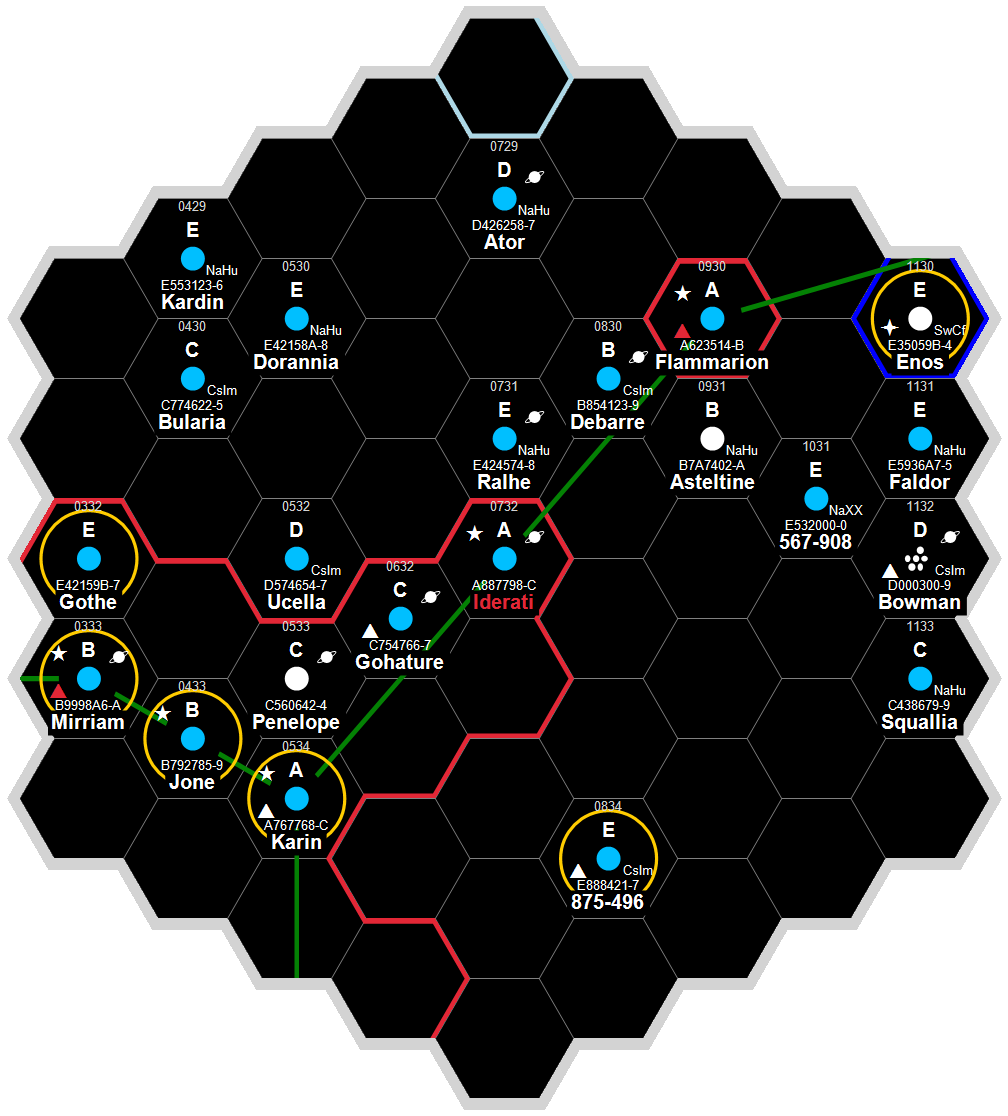 0729
D
NaHu
D426258-7
Ator
0429
E
NaHu
E553123-6
Kardin
0530
E
NaHu
E42158A-8
Dorannia
0930
A
A623514-B
Flammarion
1130
E
SwCf
E35059B-4
Enos
0430
C
CsIm
C774622-5
Bularia
0830
B
CsIm
B854123-9
Debarre
0731
E
NaHu
E424574-8
Ralhe
0931
B
NaHu
B7A7402-A
Asteltine
1131
E
NaHu
E5936A7-5
Faldor
1031
E
NaXX
E532000-0
567-908
0332
E
E42159B-7
Gothe
0532
D
CsIm
D574654-7
Ucella
0732
A
A887798-C
Iderati
1132
D
CsIm
D000300-9
Bowman
0632
C
C754766-7
Gohature
0333
B
B9998A6-A
Mirriam
0533
C
C560642-4
Penelope
1133
C
NaHu
C438679-9
Squallia
0433
B
B792785-9
Jone
0534
A
A767768-C
Karin
0834
E
CsIm
E888421-7
875-496